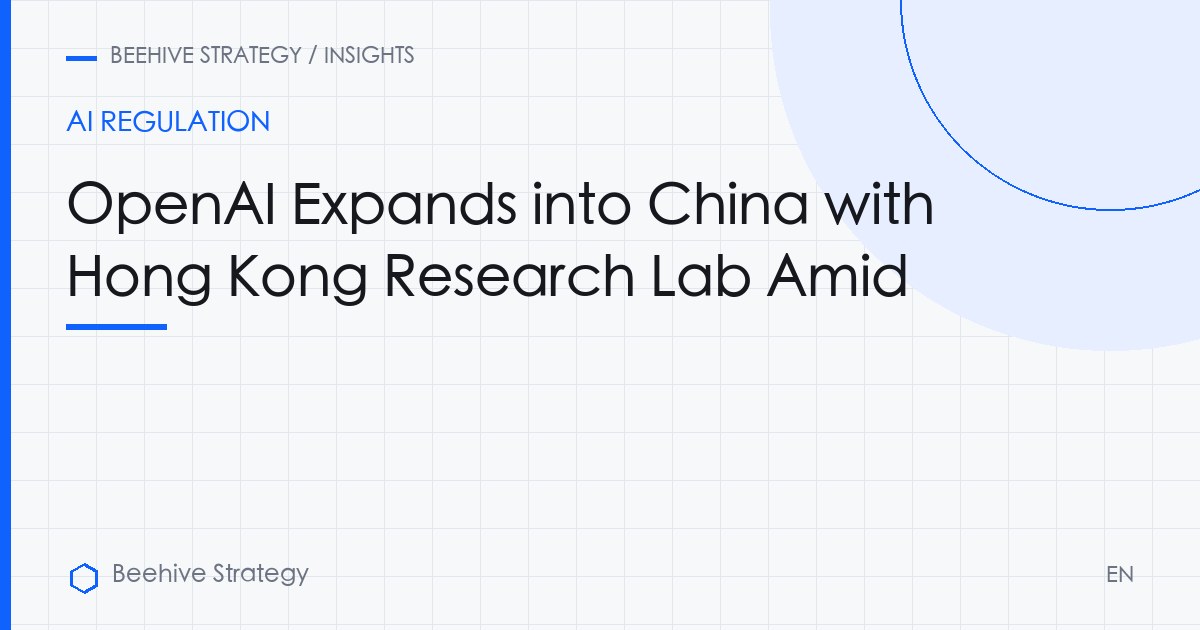 BEEHIVE STRATEGY / INSIGHTS
AI REGULATION
OpenAI Expands into China with
Hong Kong Research Lab Amid
Beehive Strategy
EN